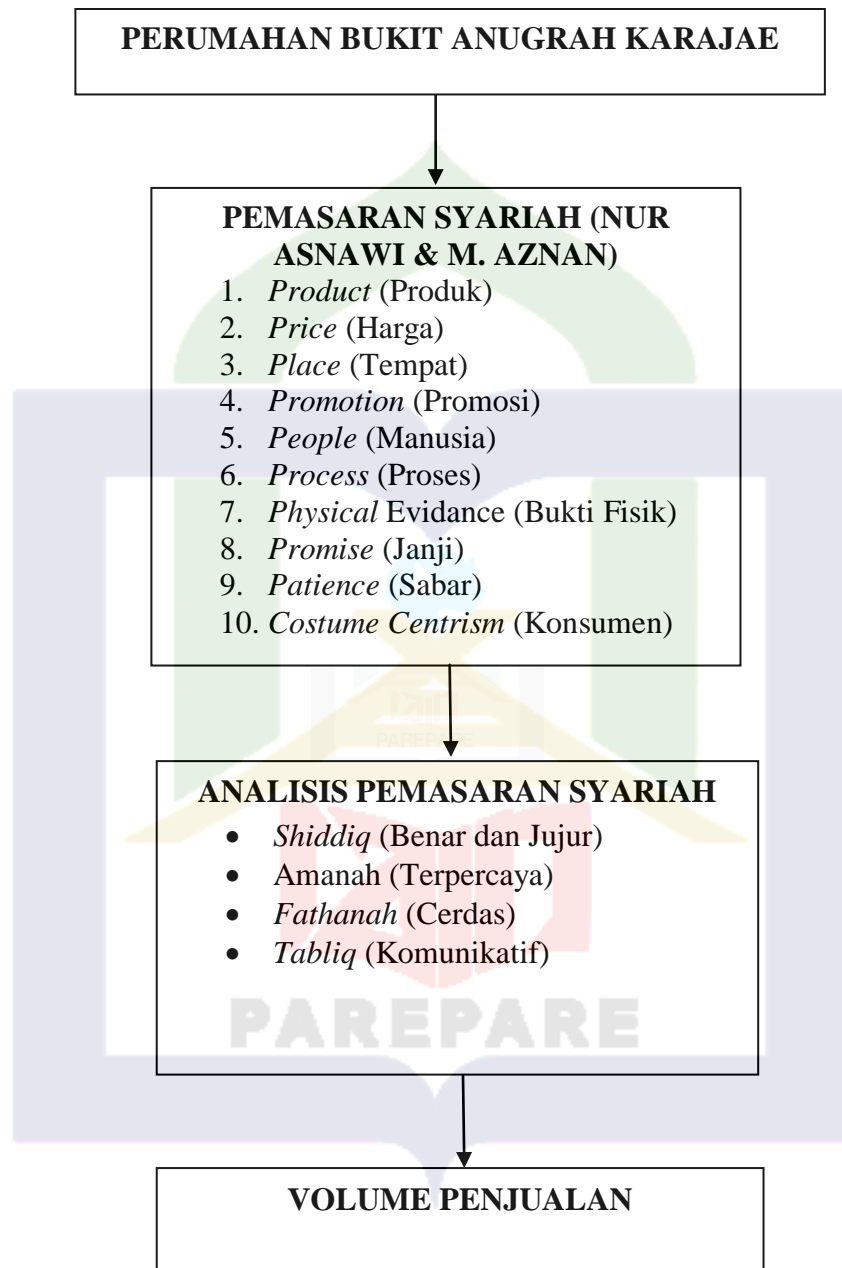 PERUMAHAN BUKIT ANUGRAH KARAJAE
PEMASARAN SYARIAH (NUR
ASNAWI & M. AZNAN)
1. Product (Produk)
2. Price (Harga)
3. Place (Tempat)
4. Promotion (Promosi)
5. People (Manusia)
6. Process (Proses)
7. Physical Evidance (Bukti Fisik)
8. Promise (Janji)
9. Patience (Sabar)
10. Costume Centrism (Konsumen)
PAREPARE
ANALISIS PEMASARAN SYARIAH
• Shiddiq (Benar dan Jujur)
• Amanah (Terpercaya)
• Fathanah (Cerdas)
• Tabliq (Komunikatif)
PAREPARE
VOLUME PENJUALAN